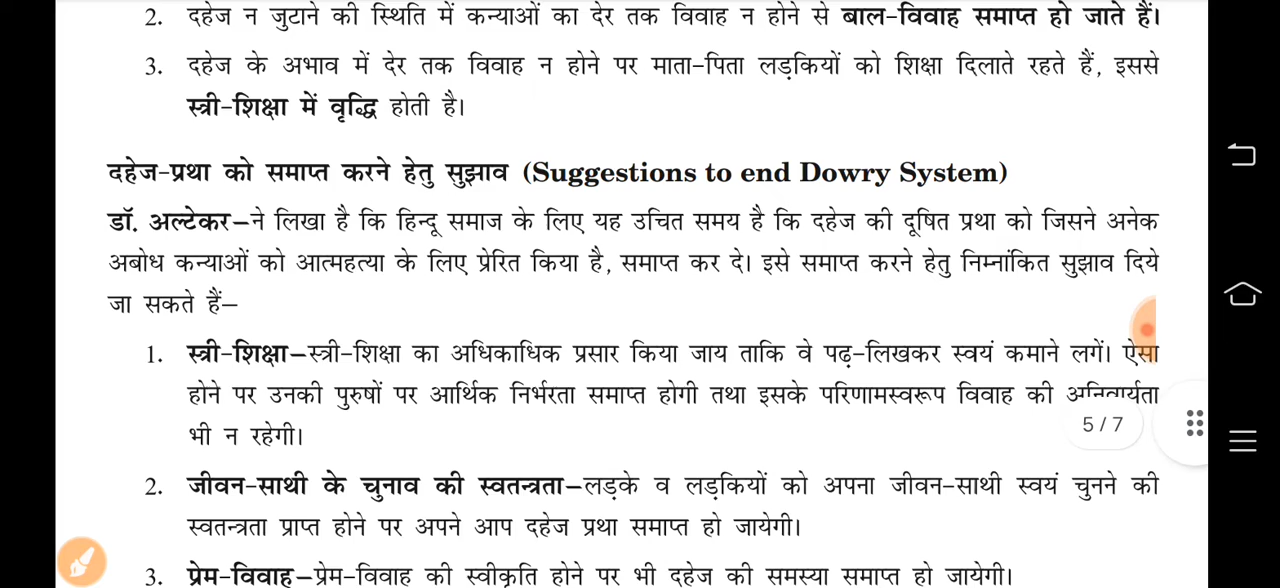 2. दहेज न जुटाने की स्थिति में कन्याओं का देर तक विवाह न होने से बाल-विवाह समाप्त हो जाते हैं।
3. दहेज के अभाव में देर तक विवाह न होने पर माता-पिता लड़कियों को शिक्षा दिलाते रहते हैं, इससे
स्त्री-शिक्षा में वृद्धि होती है।
दहेज-प्रथा को समाप्त करने हेतु सुझाव (Suggestions to end Dowry System)
डॉ. अल्टेकर–ने लिखा है कि हिन्दू समाज के लिए यह उचित समय है कि दहेज की दूषित प्रथा को जिसने अनेक
अबोध कन्याओं को आत्महत्या के लिए प्रेरित किया है, समाप्त कर दे। इसे समाप्त करने हेतु निम्नांकित सुझाव दिये
जा सकते हैं–
1. स्त्री-शिक्षा–स्त्री-शिक्षा का अधिकाधिक प्रसार किया जाय ताकि वे पढ़-लिखकर स्वयं कमाने लगें। ऐसा
होने पर उनकी पुरुषों पर आर्थिक निर्भरता समाप्त होगी तथा इसके परिणामस्वरूप विवाह की अनिवार्यता
भी न रहेगी।
5 / 7
2. जीवन-साथी के चुनाव की स्वतन्त्रता–लड़के व लड़कियों को अपना जीवन-साथी स्वयं चुनने की
स्वतन्त्रता प्राप्त होने पर अपने आप दहेज प्रथा समाप्त हो जायेगी।
3. प्रेम-विवाह–प्रेम-विवाह की स्वीकृति होने पर भी दहेज की समस्या समाप्त हो जायेगी।